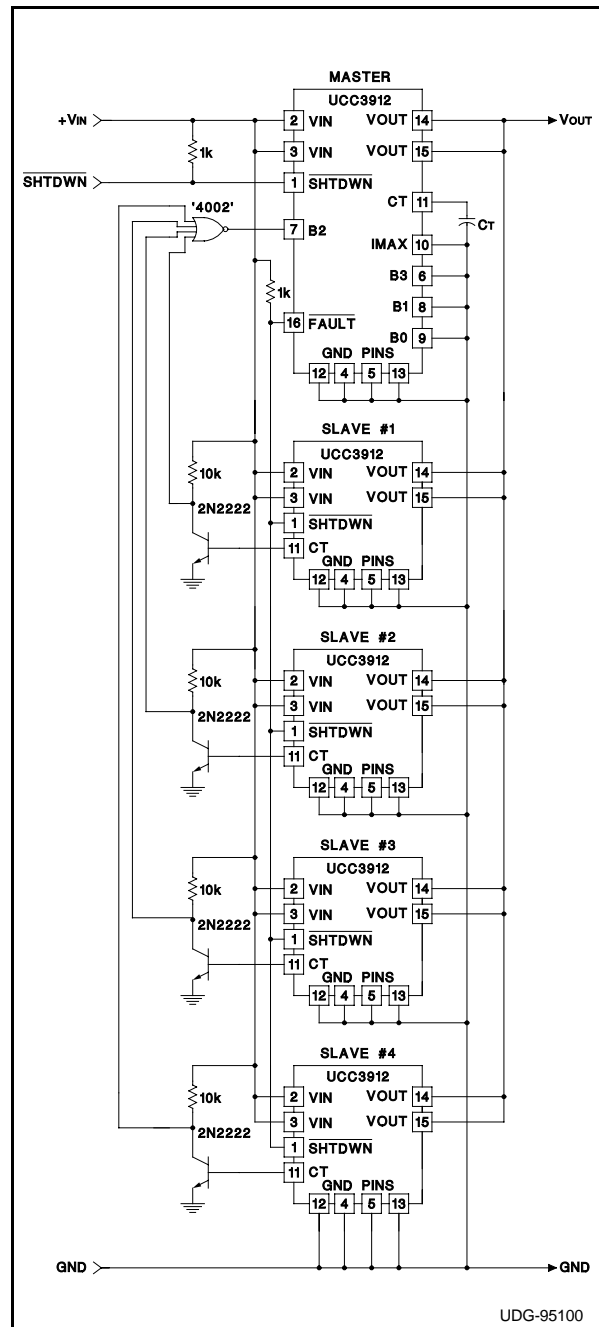 MASTER
UCC3912
+VIN 2 VIN VOUT 14 VOUT
3 VIN VOUT 15
1k
SHTDWN 1 SHTDWN
CT 11
CT
'4002'
7 B2
IMAX 10
B3 6
1k
B1 8
16 FAULT
B0 9
GND PINS
12 4 5 13
SLAVE #1
UCC3912
10k
2 VIN VOUT 14
3 VIN VOUT 15
2N2222
1 SHTDWN
11 CT
GND PINS
12 4 5 13
SLAVE #2
UCC3912
10k
2 VIN VOUT 14
3 VIN VOUT 15
2N2222
1 SHTDWN
11 CT
GND PINS
12 4 5 13
SLAVE #3
UCC3912
10k
2 VIN VOUT 14
3 VIN VOUT 15
2N2222
1 SHTDWN
11 CT
GND PINS
12 4 5 13
SLAVE #4
UCC3912
10k
2 VIN VOUT 14
3 VIN VOUT 15
2N2222
1 SHTDWN
11 CT
GND PINS
12 4 5 13
GND GND
UDG-95100